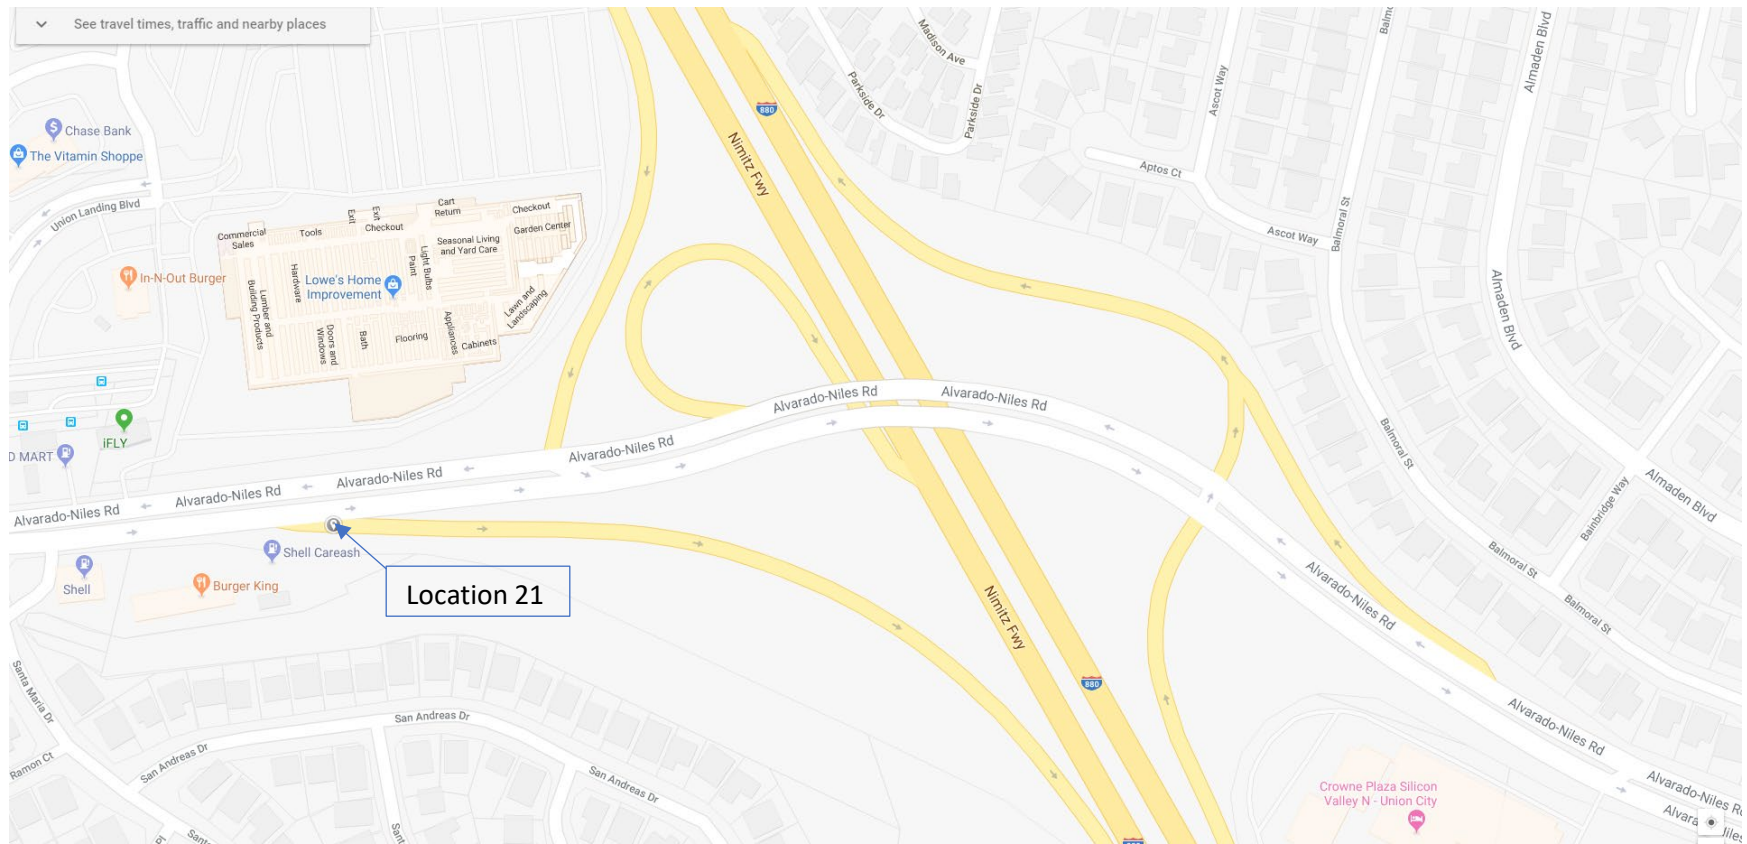 See travel times, traffic and nearby places
Chase Bank
The Vitamin Shoppe
Union Landing Blvd
In-N-Out Burger
Commercial
Sales
Tools
Exit
Exit
Checkout
Cart
Return
Checkout
Garden Center
Seasonal Living
and Yard Care
Light Bulbs
Paint
Hardware
Lowe's Home
Improvement
Lumber and
Building Products
Doors and
Windows
Bath
Flooring
Appliances
Cabinets
Lawn and
Landscaping
iFLY
D MART
Madison Ave
Parkside Dr
Parkside Dr
880
Nimitz Fwy
Ascot Way
Aptos Ct
Ascot Way
Balmoral St
Almaden Blvd
Almaden Blvd
Balmoral St
Almaden Blvd
Bainbridge Way
Balmoral St
Balmoral St
Alvarado-Niles Rd
Alvarado-Niles Rd
Alvarado-Niles Rd
Alvarado-Niles Rd
Alvarado-Niles Rd
Alvarado-Niles Rd
Alvarado-Niles Rd
Alvarado-Niles Rd
Shell Careash
Shell
Burger King
Location 21
Nimitz Fwy
880
Santa Maria Dr
Ramon Ct
San Andreas Dr
San Andreas Dr
San Andreas Dr
Crowne Plaza Silicon
Valley N - Union City